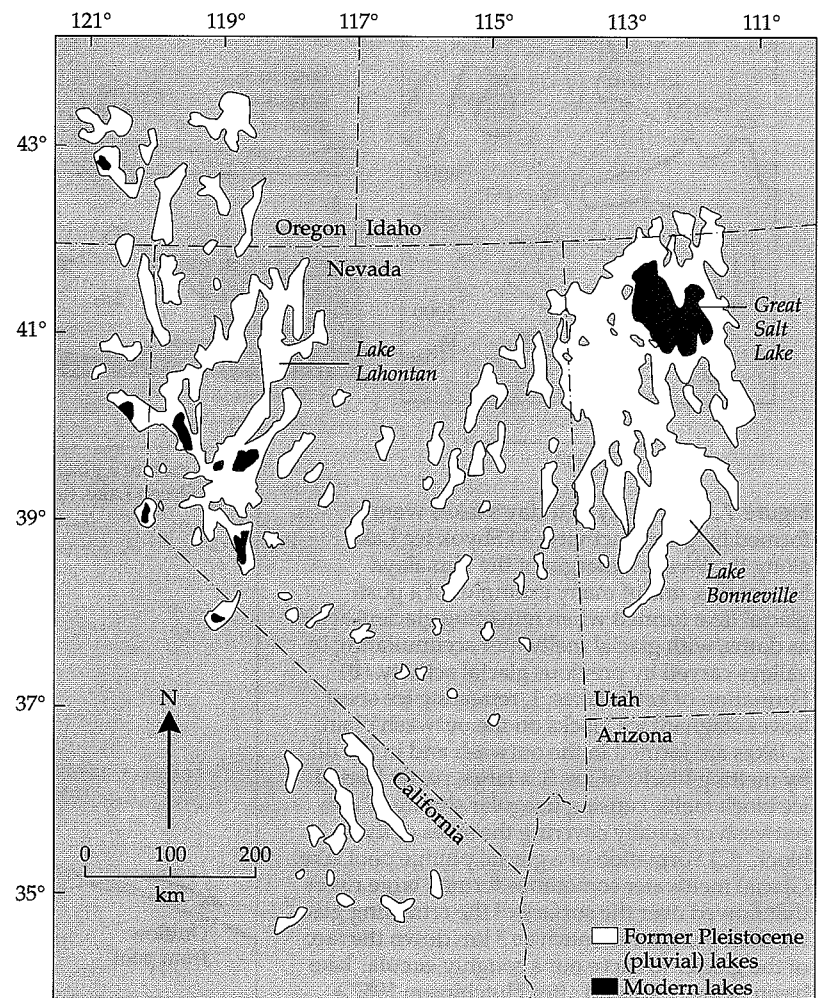 121° 119° 117° 115° 113° 111°
43°
Oregon Idaho
Nevada
41°
Great
Salt
Lake
Lake
Lahontan
39°
Lake
Bonneville
37°
N
Utah
Arizona
California
0 100 200
km
35°
Former Pleistocene
(pluvial) lakes
Modern lakes